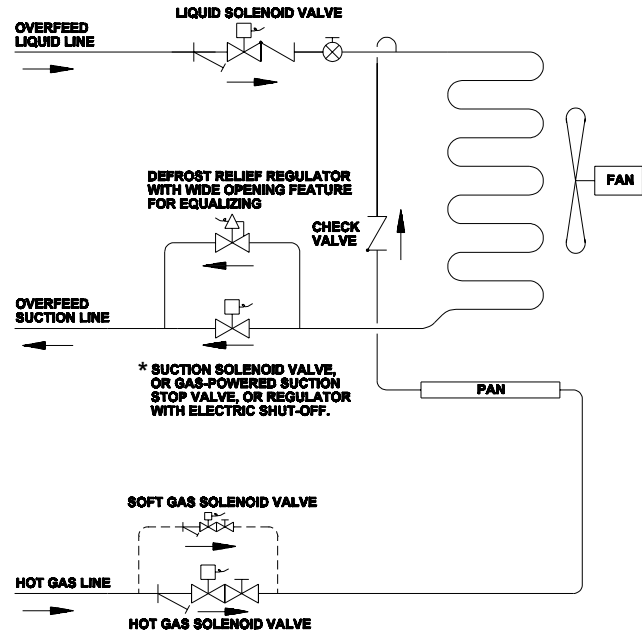 LIQUID SOLENOID VALVE
OVERFEED
LIQUID LINE
DEFROST RELIEF REGULATOR
WITH WIDE OPENING FEATURE
FOR EQUALIZING
FAN
CHECK
VALVE
OVERFEED
SUCTION LINE
* SUCTION SOLENOID VALVE,
OR GAS-POWERED SUCTION
STOP VALVE, OR REGULATOR
WITH ELECTRIC SHUT-OFF.
PAN
SOFT GAS SOLENOID VALVE
HOT GAS LINE
HOT GAS SOLENOID VALVE